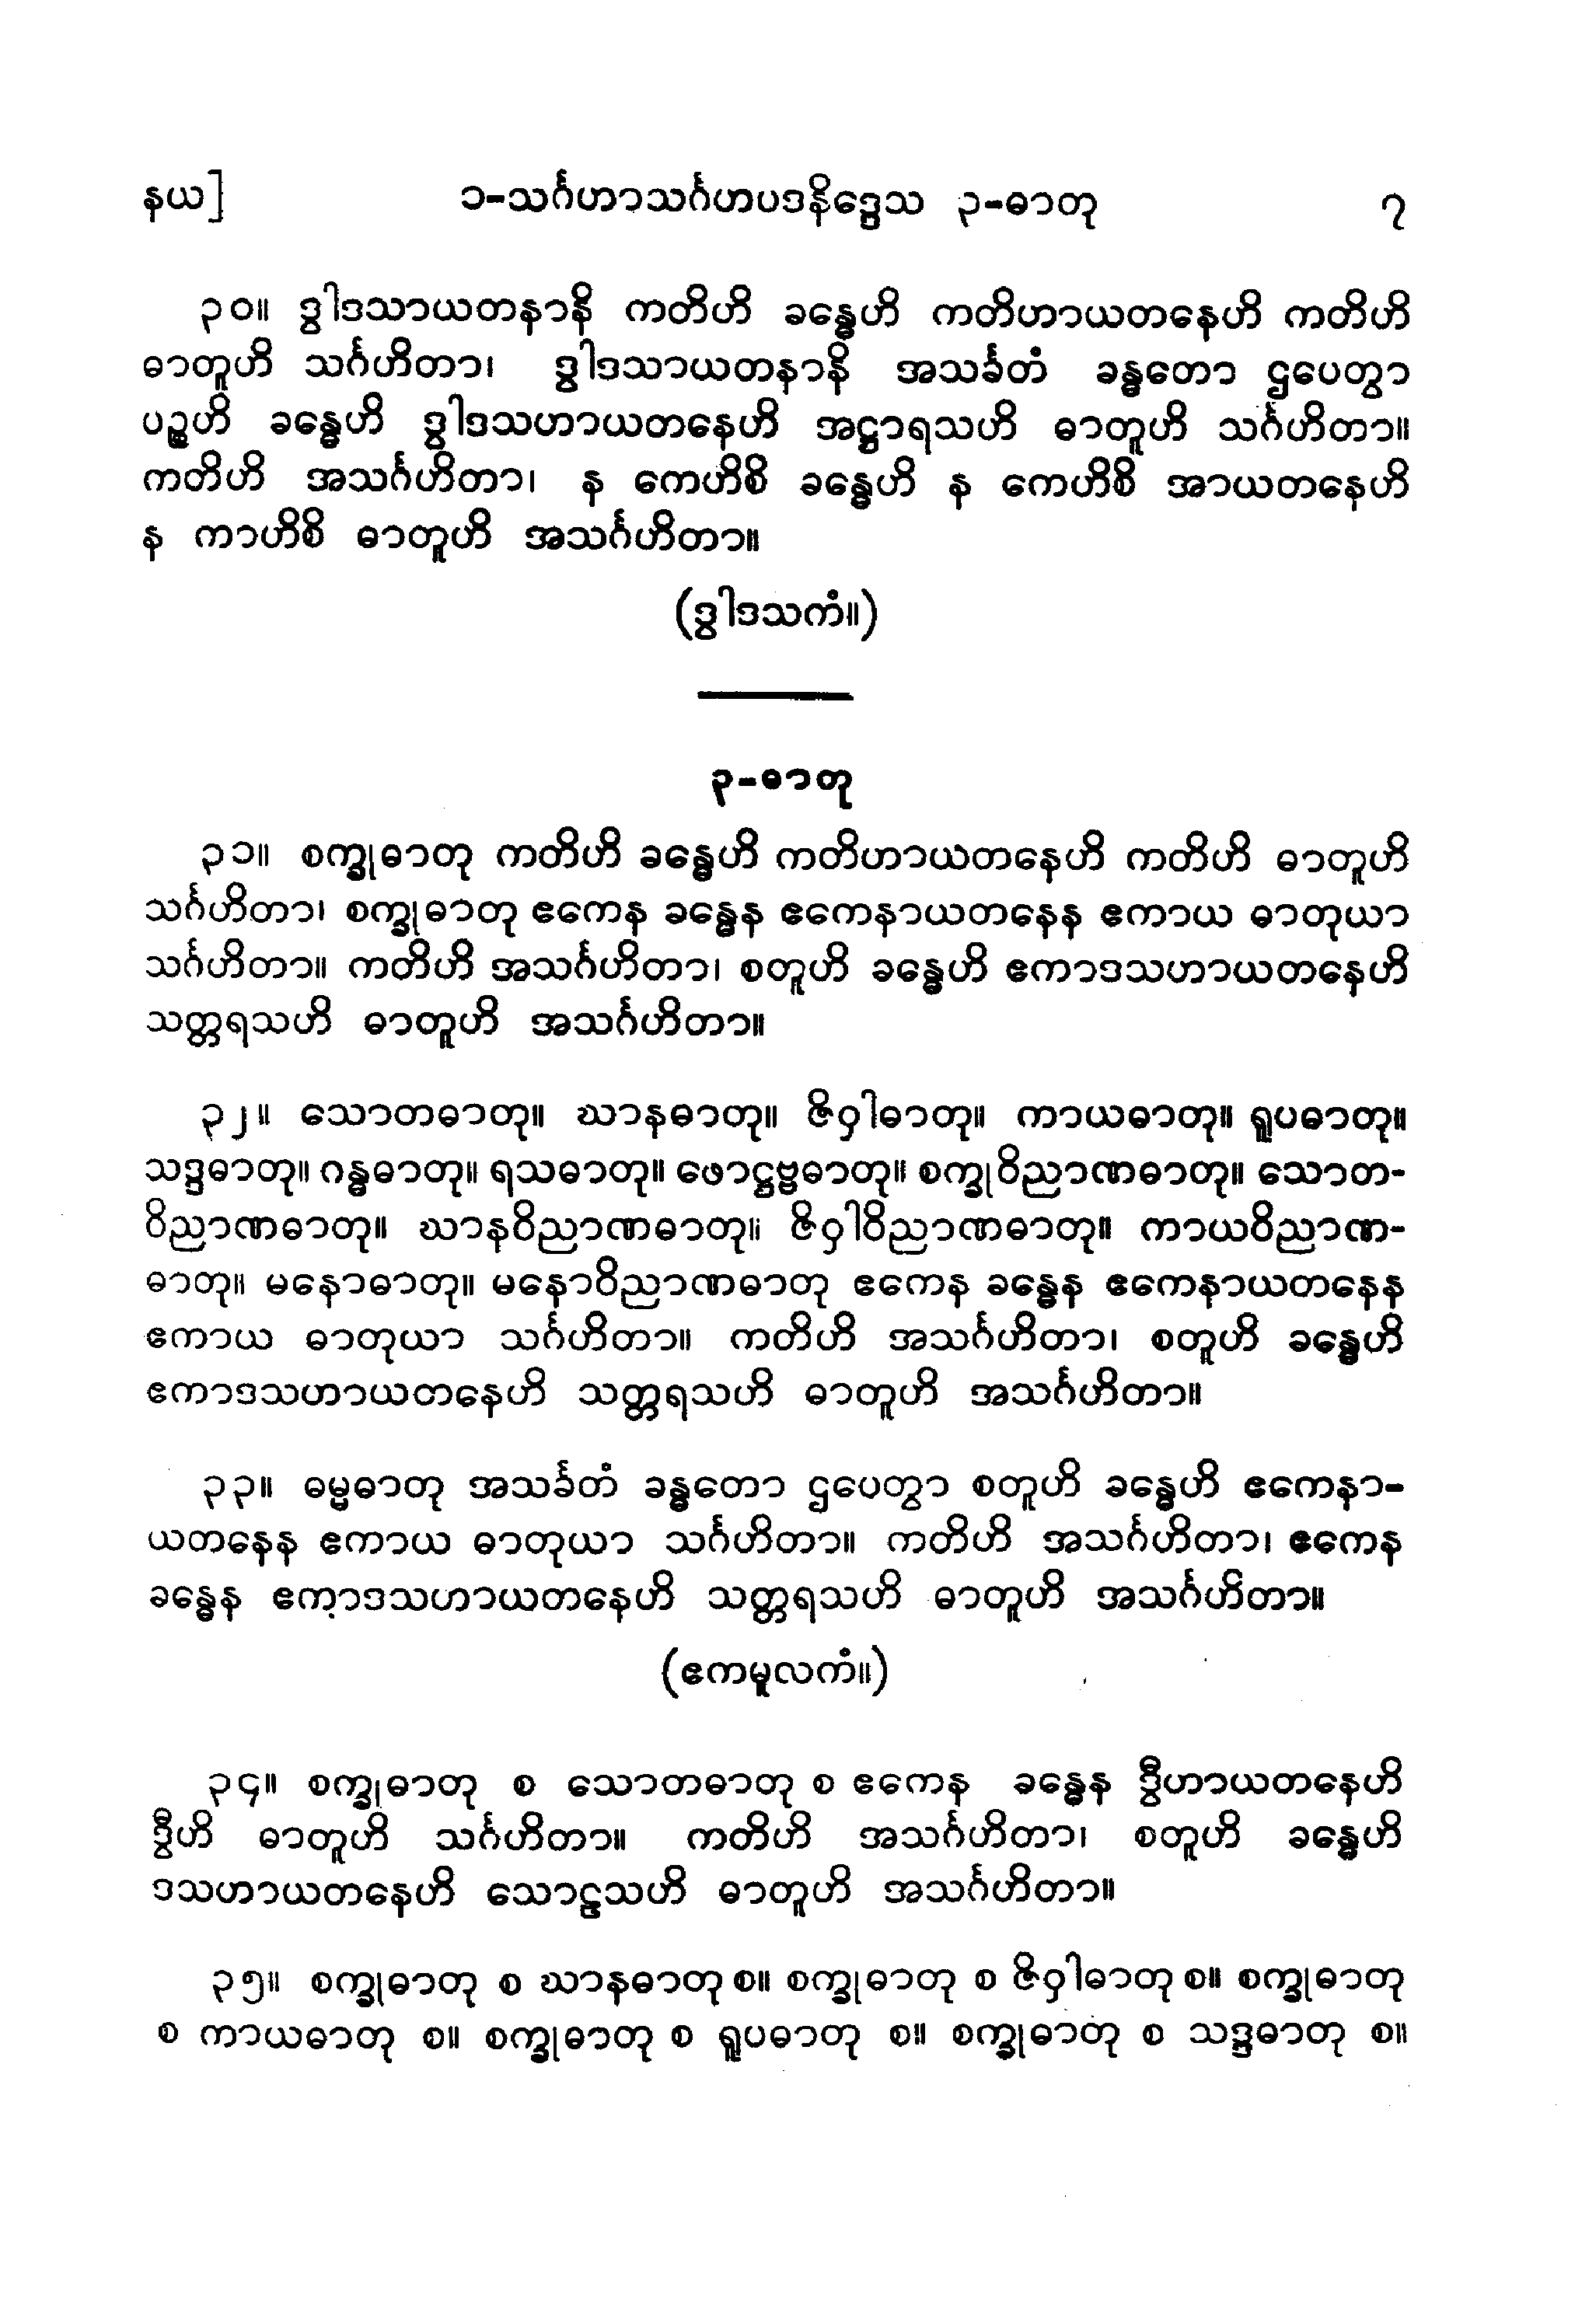 နယ]	၁-သင်္ဂဟာသင်္ဂဟပဒနိဒ္ဒေသ ၃-ဓာတု	၇
၃၀။ ဒွါဒသာယတနာနိ ကတိဟိ ခန္ဓေဟိ ကတိဟာယတနေဟိ ကတိဟိ
ဓာတူဟိ သင်္ဂဟိတာ၊ ဒွါဒသာယတနာနိ အသင်္ခတံ ခန္ဓတော ဌပေတွာ
ပဉ္စဟိ ခန္ဓေဟိ ဒွါဒသဟာယတနေဟိ အဋ္ဌာရသဟိ ဓာတူဟိ သင်္ဂဟိတာ။
ကတိဟိ အသင်္ဂဟိတာ၊ န ကေဟိစိ ခန္ဓေဟိ န ကေဟိစိ အာယတနေဟိ
န ကာဟိစိ ဓာတူဟိ အသင်္ဂဟိတာ။
(ဒွါဒသကံ။)
၃-ဓာတု
၃၁။ စက္ခုဓာတု ကတိဟိ ခန္ဓေဟိ ကတိဟာယတနေဟိ ကတိဟိ ဓာတူဟိ
သင်္ဂဟိတာ၊ စက္ခုဓာတု ဧကေန ခန္ဓေန ဧကေနာယတနေန ဧကာယ ဓာတုယာ
သင်္ဂဟိတာ။ ကတိဟိ အသင်္ဂဟိတာ၊ စတူဟိ ခန္ဓေဟိ ဧကာဒသဟာယတနေဟိ
သတ္တရသဟိ ဓာတူဟိ အသင်္ဂဟိတာ။
၃၂။ သောတဓာတု။ ဃာနဓာတု။ ဇိဝှါဓာတု။ ကာယဓာတု။ ရူပဓာတု။
သဒ္ဒဓာတု။ ဂန္ဓဓာတု။ ရသဓာတု။ ဖောဋ္ဌဗ္ဗဓာတု။ စက္ခုဝိညာဏဓာတု။ သောတ-
ဝိညာဏဓာတု။ ဃာနဝိညာဏဓာတု။ ဇိဝှါဝိညာဏဓာတု။ ကာယဝိညာဏ-
ဓာတု။ မနောဓာတု။ မနောဝိညာဏဓာတု ဧကေန ခန္ဓေန ဧကေနာယတနေန
ဧကာယ ဓာတုယာ သင်္ဂဟိတာ။ ကတိဟိ အသင်္ဂဟိတာ၊ စတူဟိ ခန္ဓေဟိ
ဧကာဒသဟာယတနေဟိ သတ္တရသဟိ ဓာတူဟိ အသင်္ဂဟိတာ။
၃၃။ ဓမ္မဓာတု အသင်္ခတံ ခန္ဓတော ဌပေတွာ စတူဟိ ခန္ဓေဟိ ဧကေနာ-
ယတနေန ဧကာယ ဓာတုယာ သင်္ဂဟိတာ။ ကတိဟိ အသင်္ဂဟိတာ၊ ဧကေန
ခန္ဓေန ဧကာဒသဟာယတနေဟိ သတ္တရသဟိ ဓာတူဟိ အသင်္ဂဟိတာ။
(ဧကမူလကံ။)
၃၄။ စက္ခုဓာတု စ သောတဓာတု စ ဧကေန ခန္ဓေန ဒွီဟာယတနေဟိ
ဒွီဟိ ဓာတူဟိ သင်္ဂဟိတာ။ ကတိဟိ အသင်္ဂဟိတာ၊ စတူဟိ ခန္ဓေဟိ
ဒသဟာယတနေဟိ သောဠသဟိ ဓာတူဟိ အသင်္ဂဟိတာ။
၃၅။ စက္ခုဓာတု စ ဃာနဓာတု စ။ စက္ခုဓာတု စ ဇိဝှါဓာတု စ။ စက္ခုဓာတု
စ ကာယဓာတု စ။ စက္ခုဓာတု စ ရူပဓာတု စ။ စက္ခုဓာတု စ သဒ္ဒဓာတု စ။